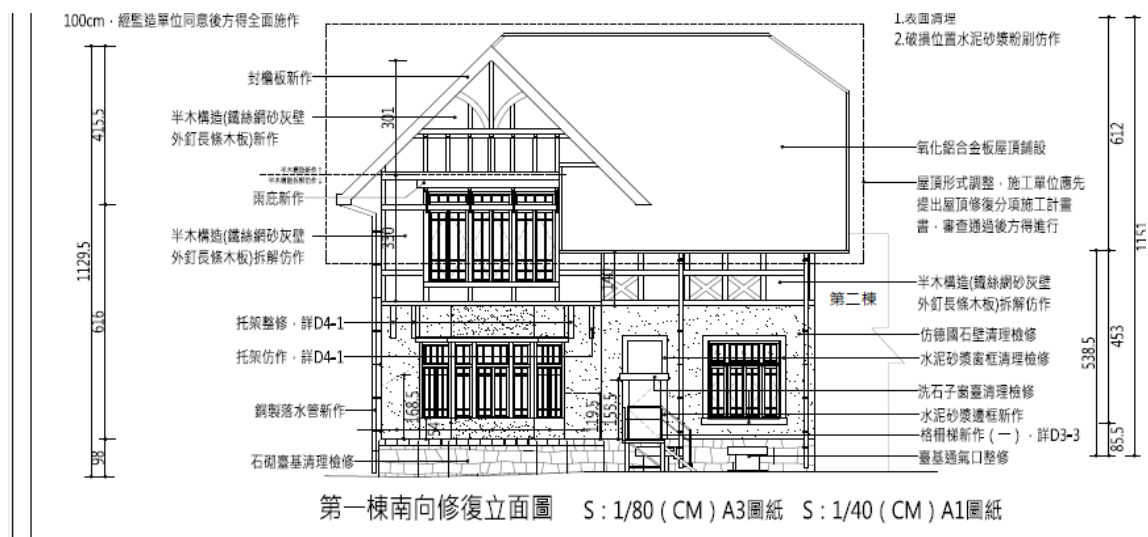 100cm，經監造單位同意後方得全面施作
1.表面清理
2.破損位置水泥砂漿粉刷仿作
封檐板新作
半木構造(鐵絲網砂灰壁
外釘長條木板)新作
雨庇新作
半木構造(鐵絲網砂灰壁
外釘長條木板)拆解仿作
托架整修，詳D4-1
托架仿作，詳D4-1
銅製落水管新作
石砌臺基清理檢修
415.5
616
98
1129.5
301
330
140
168.5
54
119.5
155.5
第二棟
氧化鋁合金板屋頂鋪設
屋頂形式調整，施工單位應先
提出屋頂修復分項施工計畫
書，審查通過後方得進行
半木構造(鐵絲網砂灰壁
外釘長條木板)拆解仿作
仿德國石壁清理檢修
水泥砂漿窗框清理檢修
洗石子窗臺清理檢修
水泥砂漿邊框新作
格柵梯新作(一)，詳D3-3
臺基通氣口整修
612
1151
453
538.5
85.5
第一棟南向修復立面圖 S：1/80（CM）A3圖紙 S：1/40（CM）A1圖紙